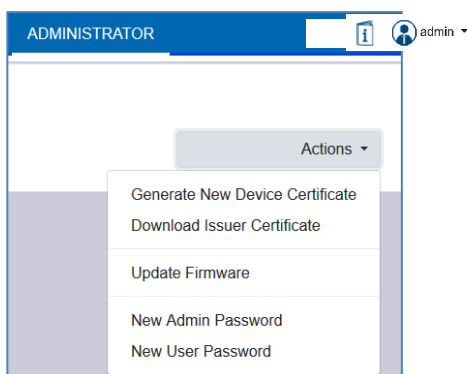 ADMINISTRATOR
i admin
Actions
Generate New Device Certificate
Download Issuer Certificate
Update Firmware
New Admin Password
New User Password